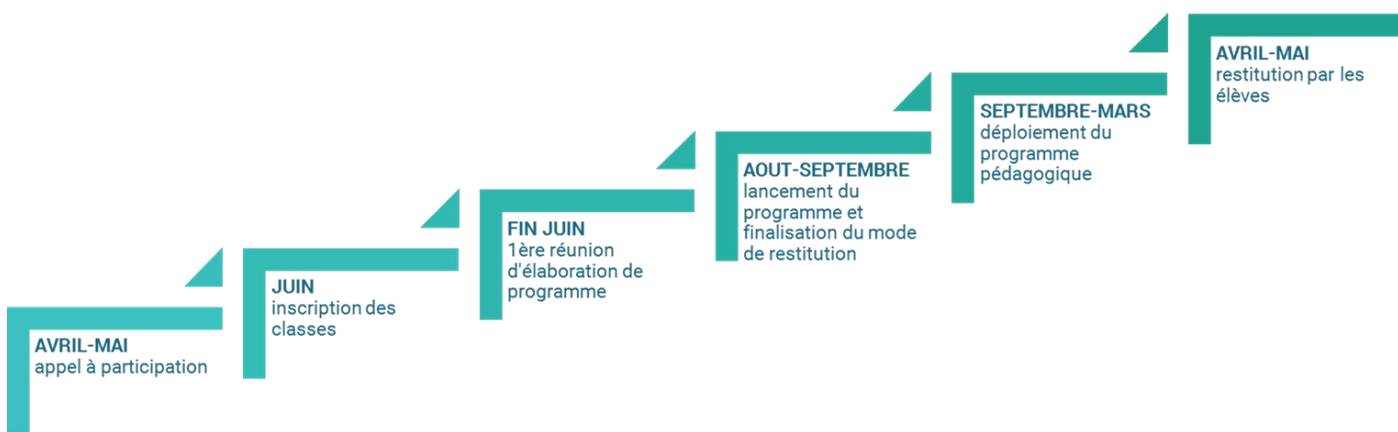 AVRIL-MAI
appel à participation
JUIN
inscription des
classes
FIN JUIN
1ère réunion
d'élaboration de
programme
AOUT-SEPTEMBRE
lancement du
programme et
finalisation du mode
de restitution
SEPTEMBRE-MARS
déploiement du
programme
pédagogique
AVRIL-MAI
restitution par les
élèves